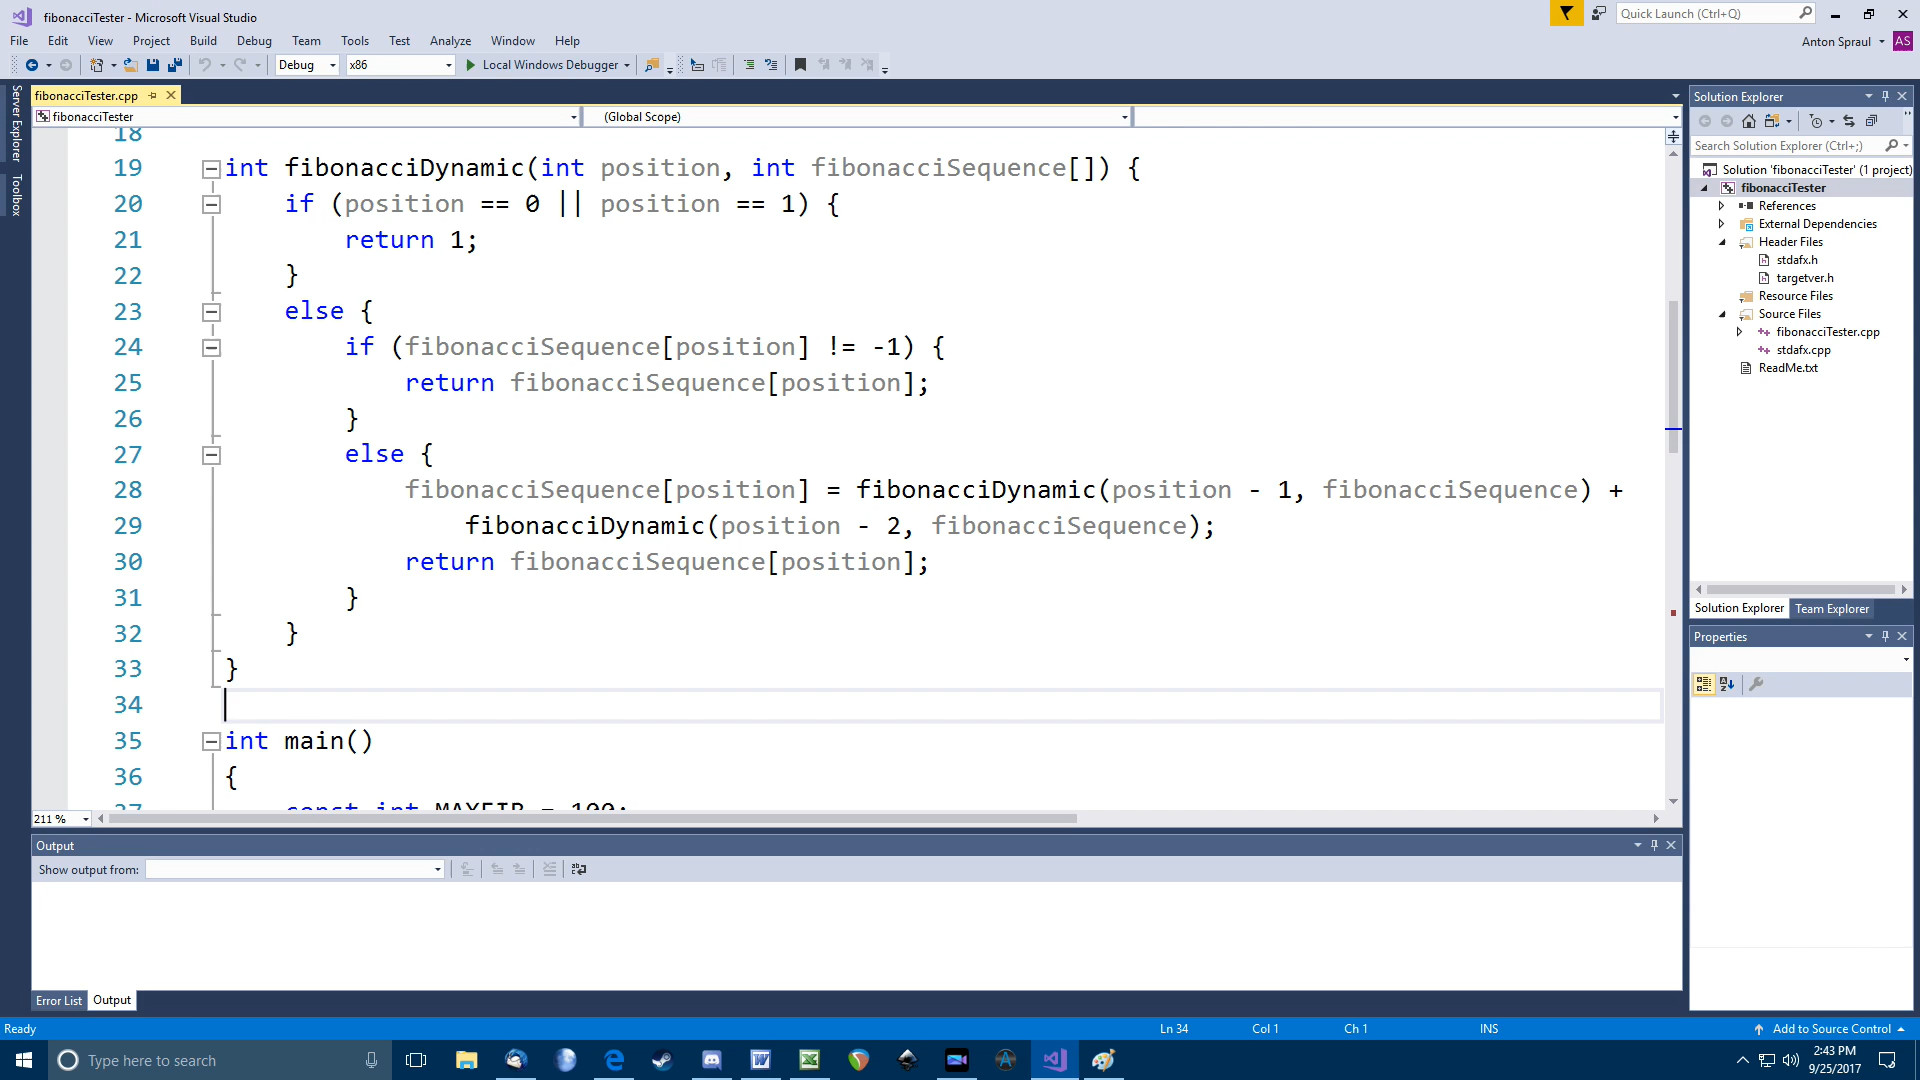 fibonacciTester - Microsoft Visual Studio
Quick Launch (Ctrl+Q)
File Edit View Project Build Debug Team Tools Test Analyze Window Help
Anton Spraul AS
Debug x86 Local Windows Debugger
Server Explorer
Toolbox
fibonacciTester.cpp
fibonacciTester (Global Scope)
18
19 int fibonacciDynamic(int position, int fibonacciSequence[]) {
20 if (position == 0 || position == 1) {
21 return 1;
22 }
23 else {
24 if (fibonacciSequence[position] != -1) {
25 return fibonacciSequence[position];
26 }
27 else {
28 fibonacciSequence[position] = fibonacciDynamic(position - 1, fibonacciSequence) +
29 fibonacciDynamic(position - 2, fibonacciSequence);
30 return fibonacciSequence[position];
31 }
32 }
33 }
34
35 int main()
36 {
37 const int MAXFIB = 100;
211 %
Output
Show output from:
Error List Output
Solution Explorer
Search Solution Explorer (Ctrl+;)
Solution 'fibonacciTester' (1 project)
fibonacciTester
References
External Dependencies
Header Files
stdafx.h
targetver.h
Resource Files
Source Files
fibonacciTester.cpp
stdafx.cpp
ReadMe.txt
Solution Explorer Team Explorer
Properties
Ready Ln 34 Col 1 Ch 1 INS Add to Source Control
Type here to search
2:43 PM
9/25/2017